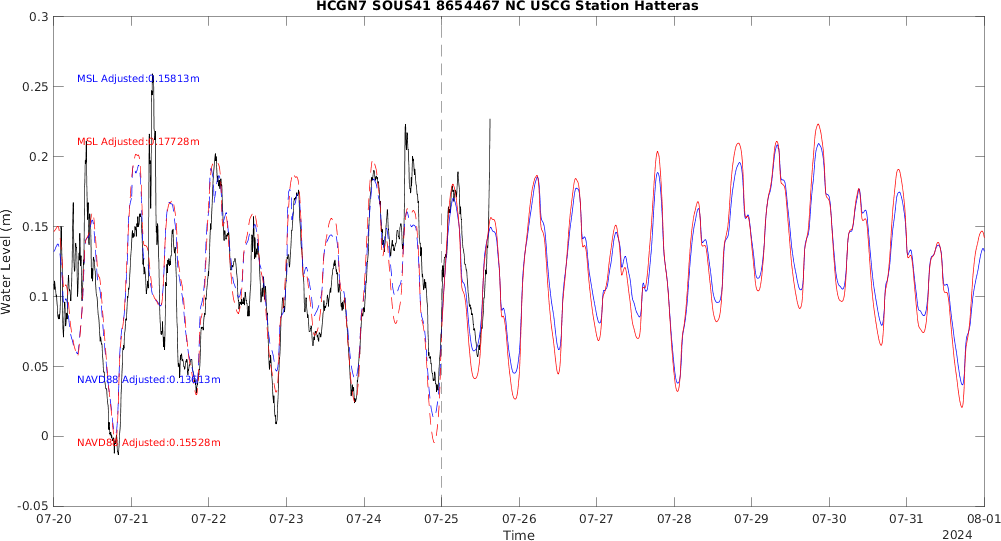 HCGN7 SOUS41 8654467 NC USCG Station Hatteras
0.3
0.25
0.2
0.15
0.1
0.05
0
-0.05
Water Level (m)
MSL Adjusted:0.15813m
MSL Adjusted:0.17728m
NAVD88 Adjusted:0.13613m
NAVD88 Adjusted:0.15528m
07-20 07-21 07-22 07-23 07-24 07-25 07-26 07-27 07-28 07-29 07-30 07-31 08-01
Time
2024